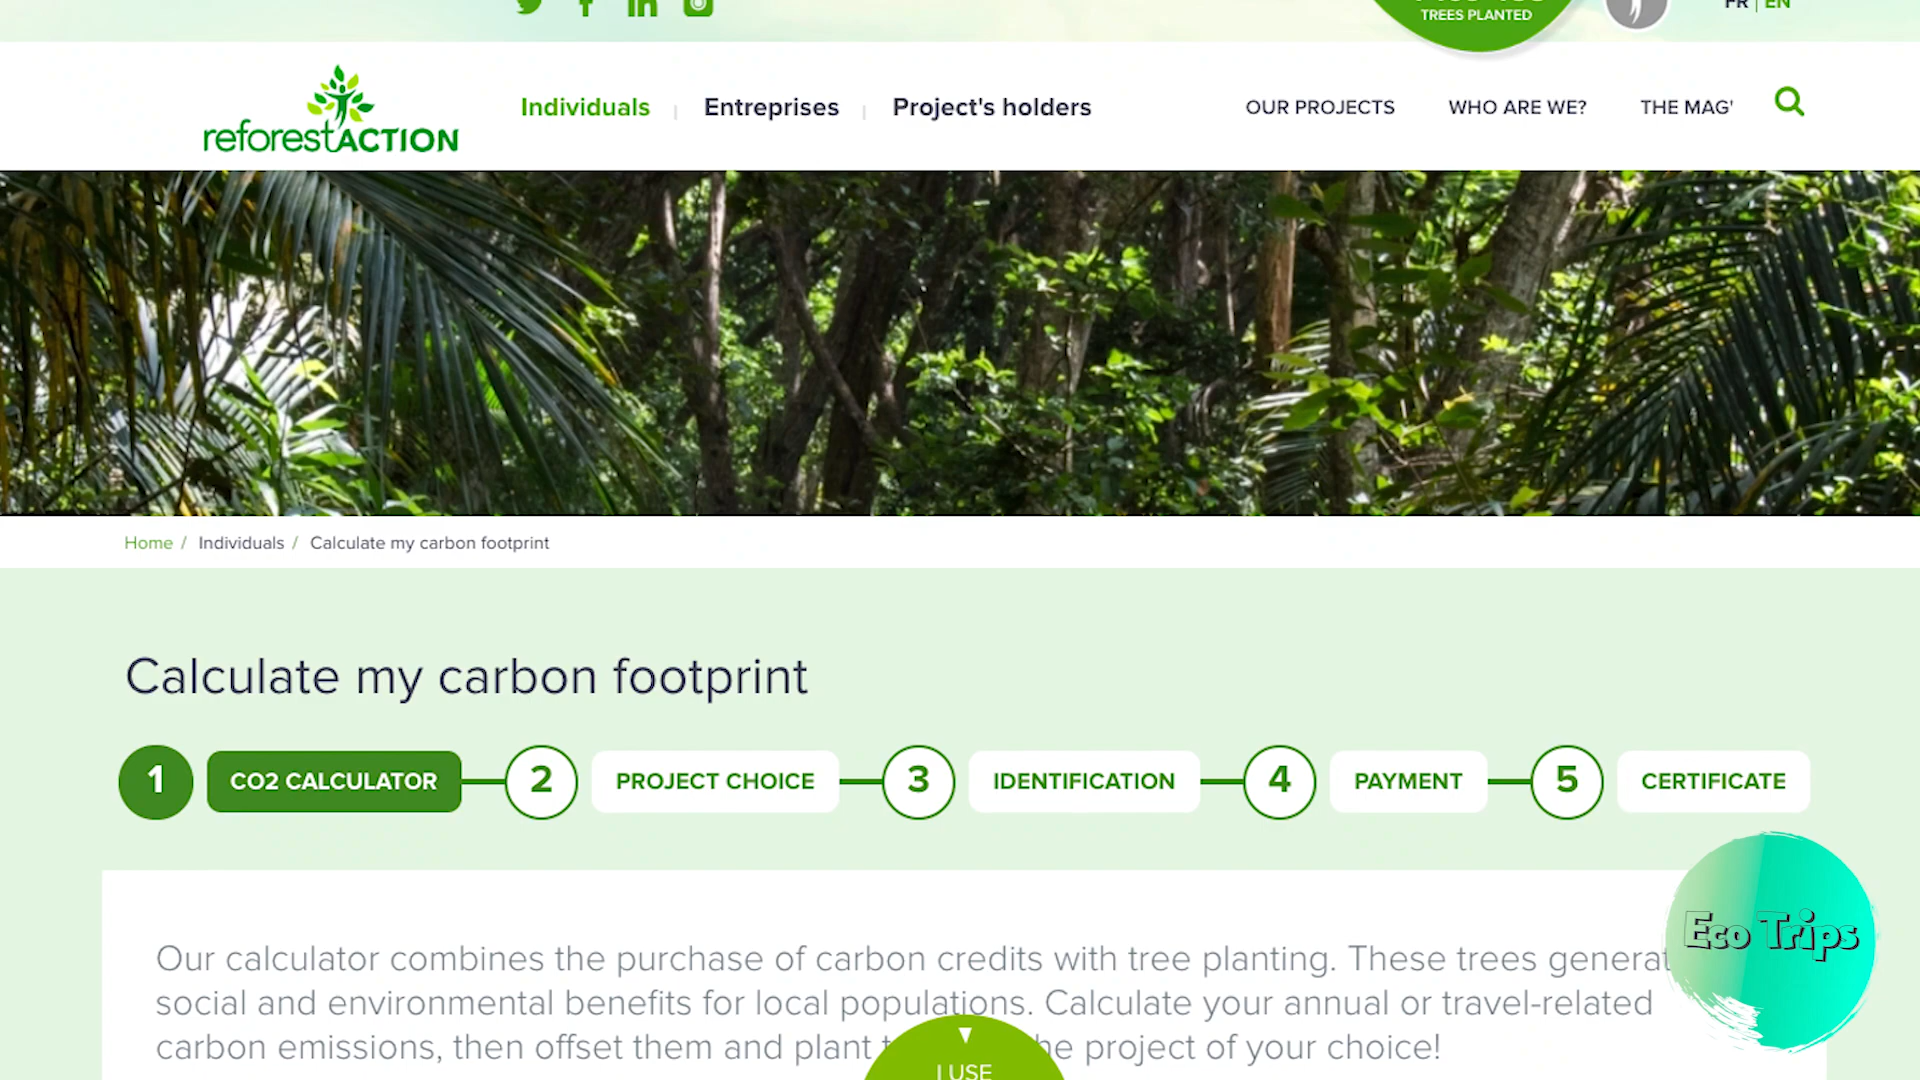 TREES PLANTED
FR | EN
reforestACTION
Individuals
Entreprises
Project's holders
OUR PROJECTS
WHO ARE WE?
THE MAG'
Home / Individuals / Calculate my carbon footprint
Calculate my carbon footprint
1 CO2 CALCULATOR
2 PROJECT CHOICE
3 IDENTIFICATION
4 PAYMENT
5 CERTIFICATE
Our calculator combines the purchase of carbon credits with tree planting. These trees generat
social and environmental benefits for local populations. Calculate your annual or travel-related
carbon emissions, then offset them and plant he project of your choice!
Eco Trips
I USE